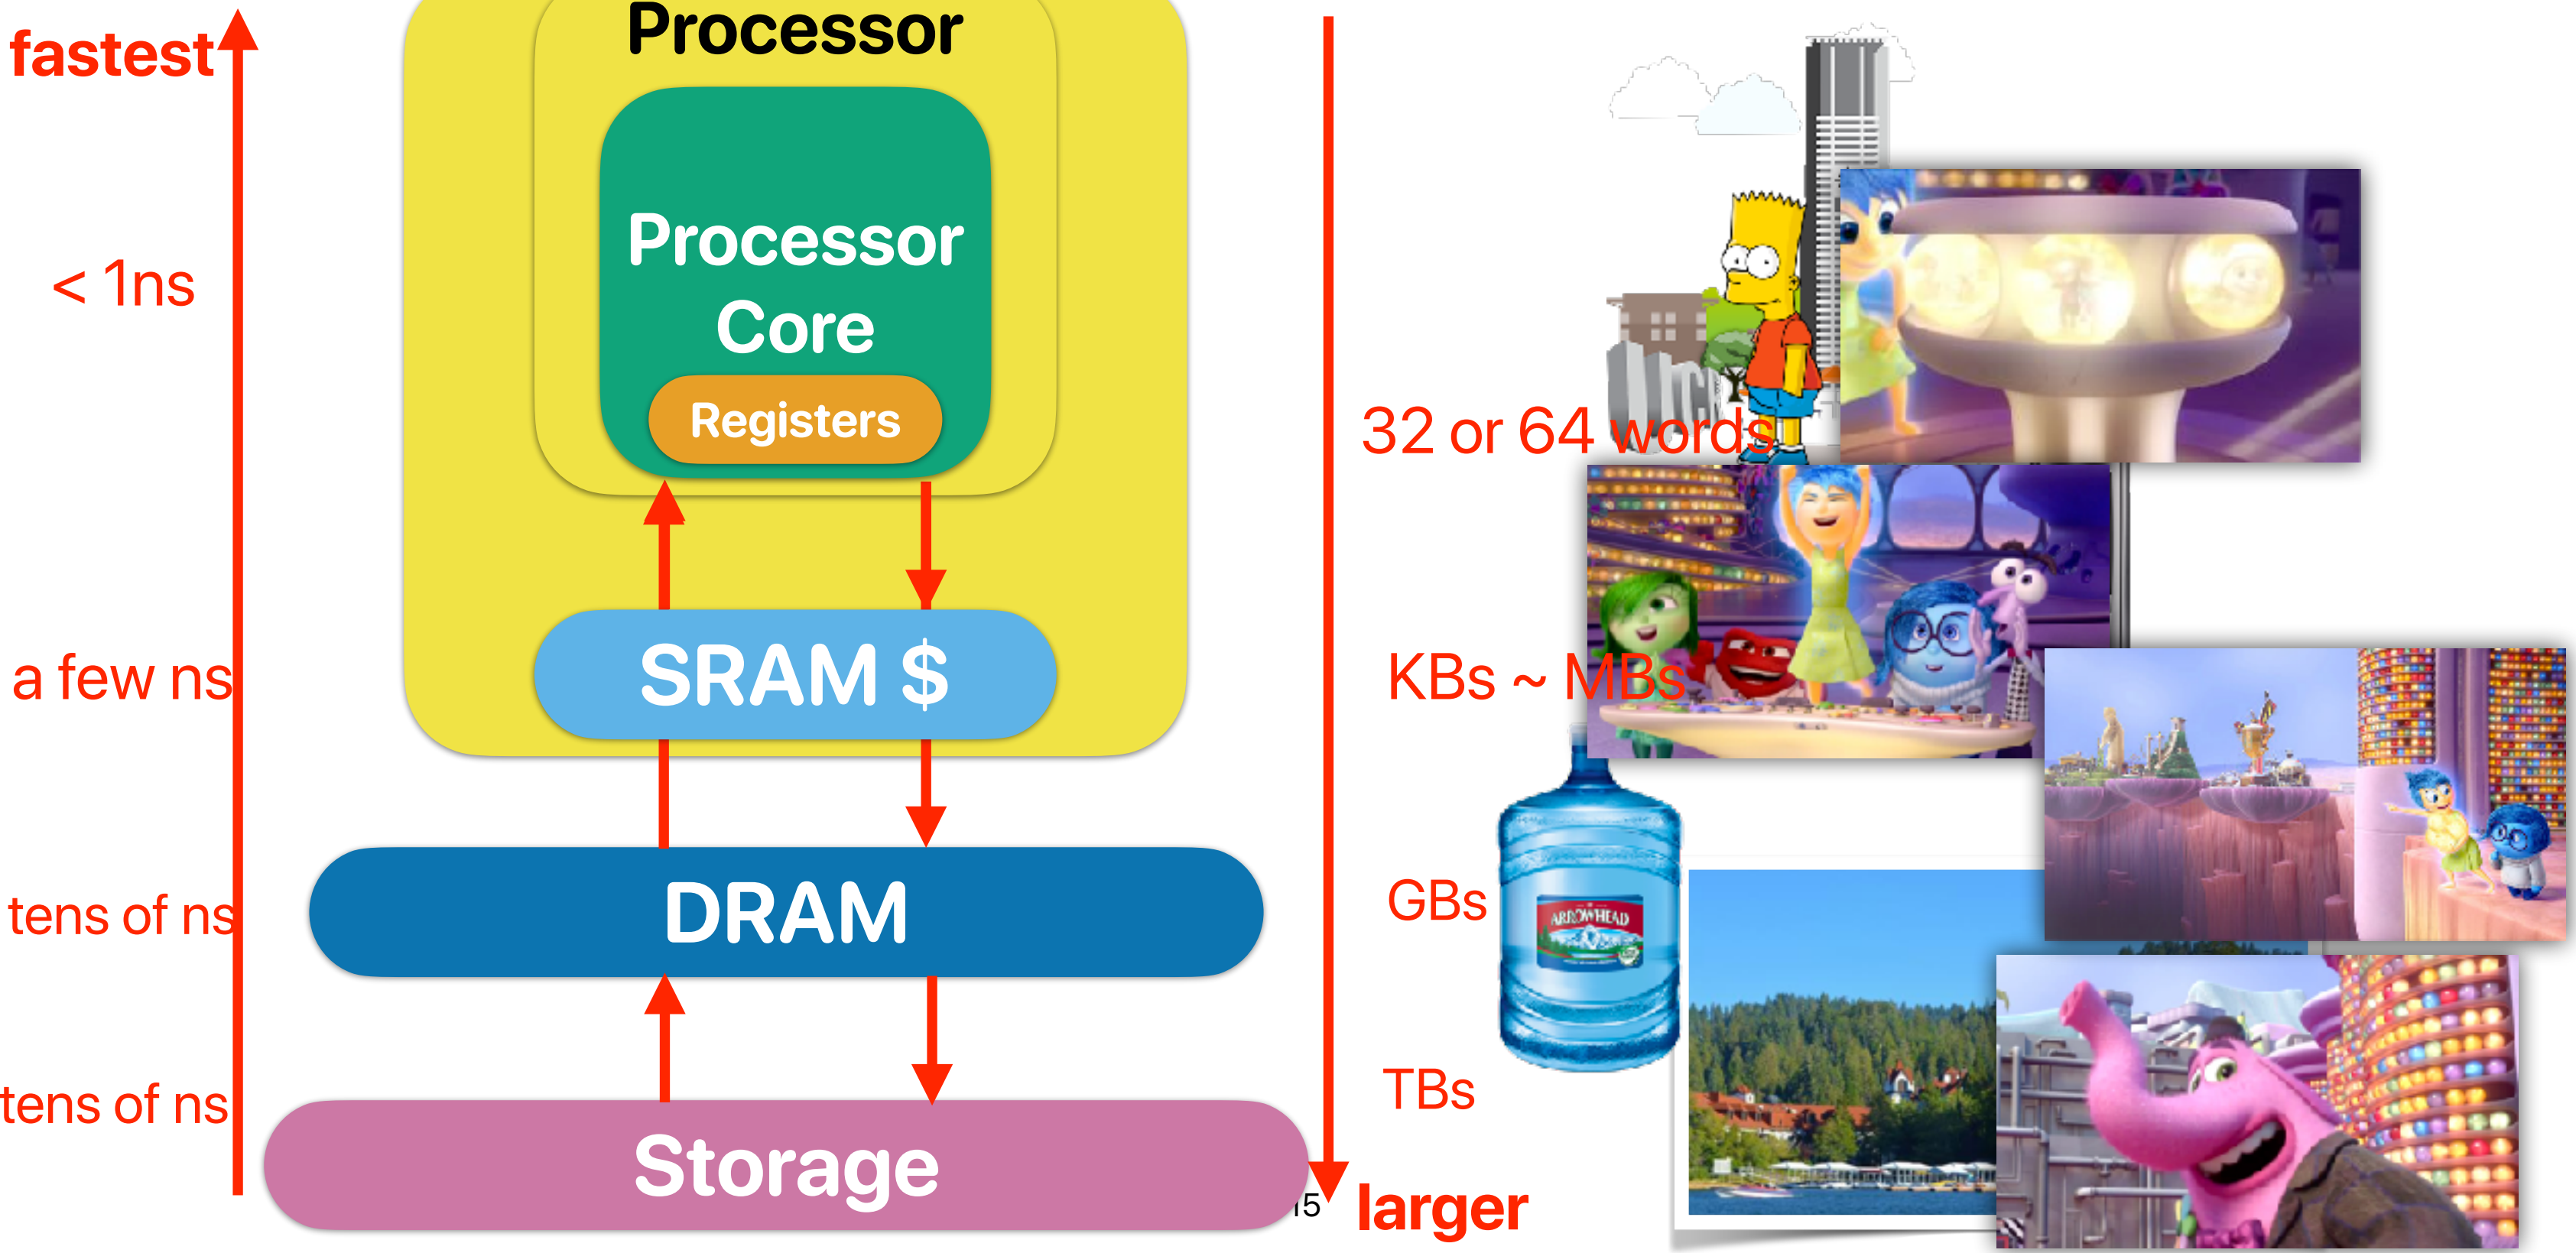 fastest
Processor
< 1ns
Processor
Core
Registers
32 or 64 words
a few ns
SRAM $
KBs ~ MBs
tens of ns
DRAM
GBs
ARROWHEAD
tens of ns
TBs
Storage
15
larger